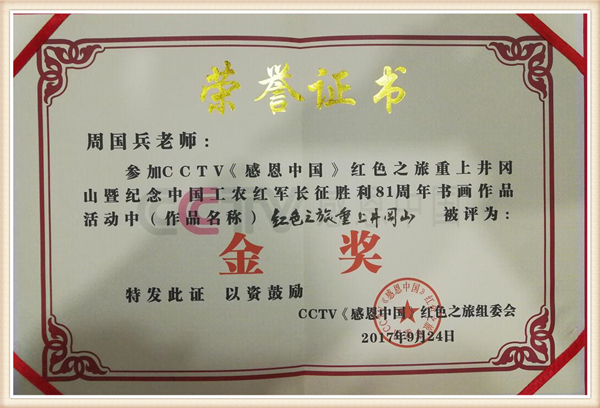 荣誉证书
周国兵老师：
参加CCTV《感恩中国》红色之旅重上井冈
山暨纪念中国工农红军长征胜利81周年书画作品
活动中（作品名称）红色之旅重上井冈山 被评为：
金奖
特发此证 以资鼓励
CCTV《感恩中国》红色之旅组委会
2017年9月24日